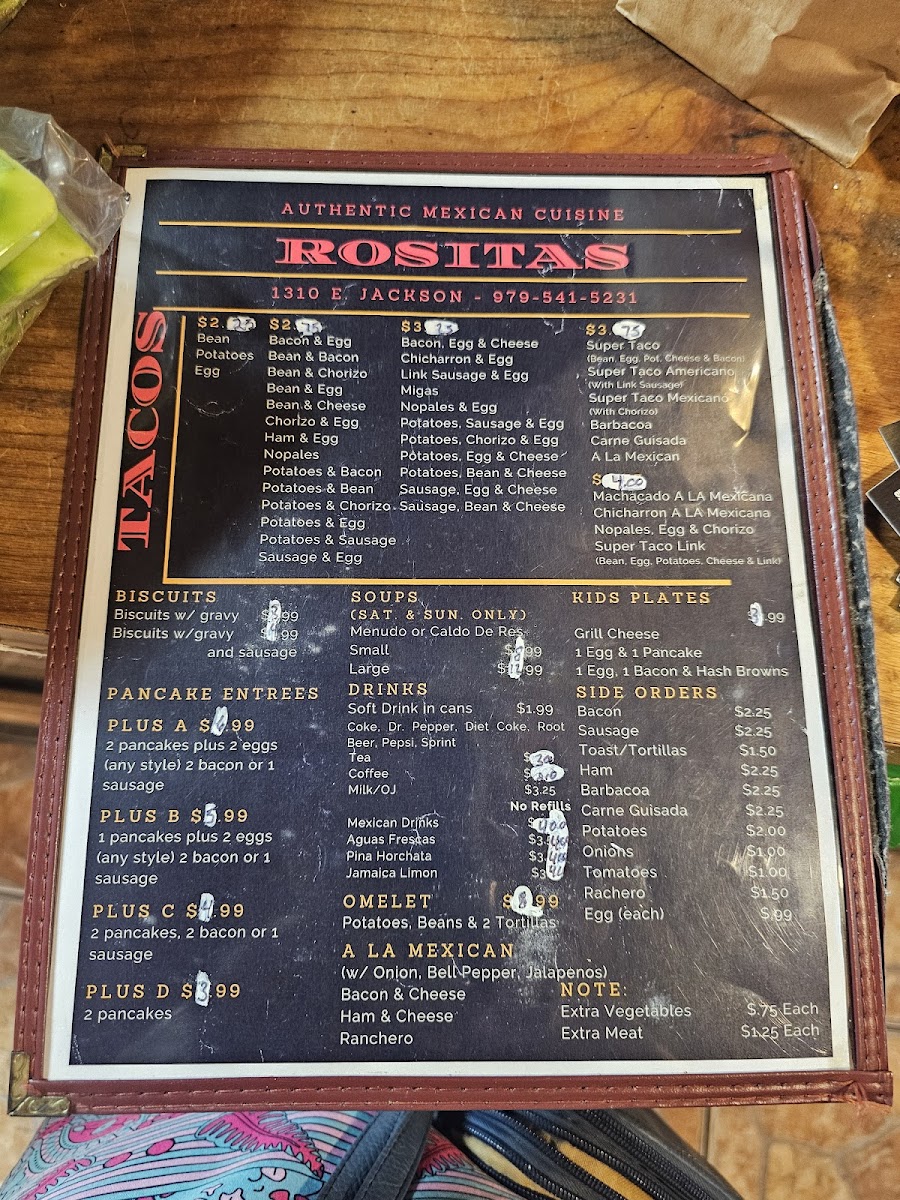 AUTHENTIC MEXICAN CUISINE
ROSITAS
1310 E. JACKSON - 979-541-5231
TACOS
$2.25
Bean
Potatoes
Egg
$2.75
Bacon & Egg
Bean & Bacon
Bean & Chorizo
Bean & Egg
Bean & Cheese
Chorizo & Egg
Ham & Egg
Nopales
Potatoes & Bacon
Potatoes & Bean
Potatoes & Chorizo
Potatoes & Egg
Potatoes & Sausage
Sausage & Egg
$3.75
Bacon, Egg & Cheese
Chicharron & Egg
Link Sausage & Egg
Migas
Nopales & Egg
Potatoes, Sausage & Egg
Potatoes, Chorizo & Egg
Potatoes, Egg & Cheese
Potatoes, Bean & Cheese
Sausage, Egg & Cheese
Sausage, Bean & Cheese
$3.75
Super Taco
(Bean, Egg, Pot, Cheese & Bacon)
Super Taco Americano
(With Link Sausage)
Super Taco Mexicano
(With Chorizo)
Barbacoa
Carne Guisada
A La Mexican
$4.00
Machacado A LA Mexicana
Chicharron A LA Mexicana
Nopales, Egg & Chorizo
Super Taco Link
(Bean, Egg, Potatoes, Cheese & Link)
BISCUITS
Biscuits w/ gravy
Biscuits w/gravy
and sausage
PANCAKE ENTREES
PLUS A $6.99
2 pancakes plus 2 eggs
(any style) 2 bacon or 1
sausage
PLUS B $5.99
1 pancakes plus 2 eggs
(any style) 2 bacon or 1
sausage
PLUS C $4.99
2 pancakes, 2 bacon or 1
sausage
PLUS D $3.99
2 pancakes
SOUPS
(SAT. & SUN. ONLY)
Menudo or Caldo De Res
Small
Large
DRINKS
Soft Drink in cans $1.99
Coke, Dr. Pepper, Diet Coke, Root
Beer, Pepsi, Sprint
Tea
Coffee
Milk/OJ $3.25
No Refills
Mexican Drinks
Aguas Frescas
Pina Horchata
Jamaica Limon
OMELET $8.99
Potatoes, Beans & 2 Tortillas
A LA MEXICAN
(w/ Onion, Bell Pepper, Jalapenos)
Bacon & Cheese
Ham & Cheese
Ranchero
KIDS PLATES
Grill Cheese
1 Egg & 1 Pancake
1 Egg, 1 Bacon & Hash Browns
SIDE ORDERS
Bacon $2.25
Sausage $2.25
Toast/Tortillas $1.50
Ham $2.25
Barbacoa $2.25
Carne Guisada $2.25
Potatoes $2.00
Onions $1.00
Tomatoes $1.00
Rachero $1.50
Egg (each) $.99
NOTE:
Extra Vegetables $.75 Each
Extra Meat $1.25 Each